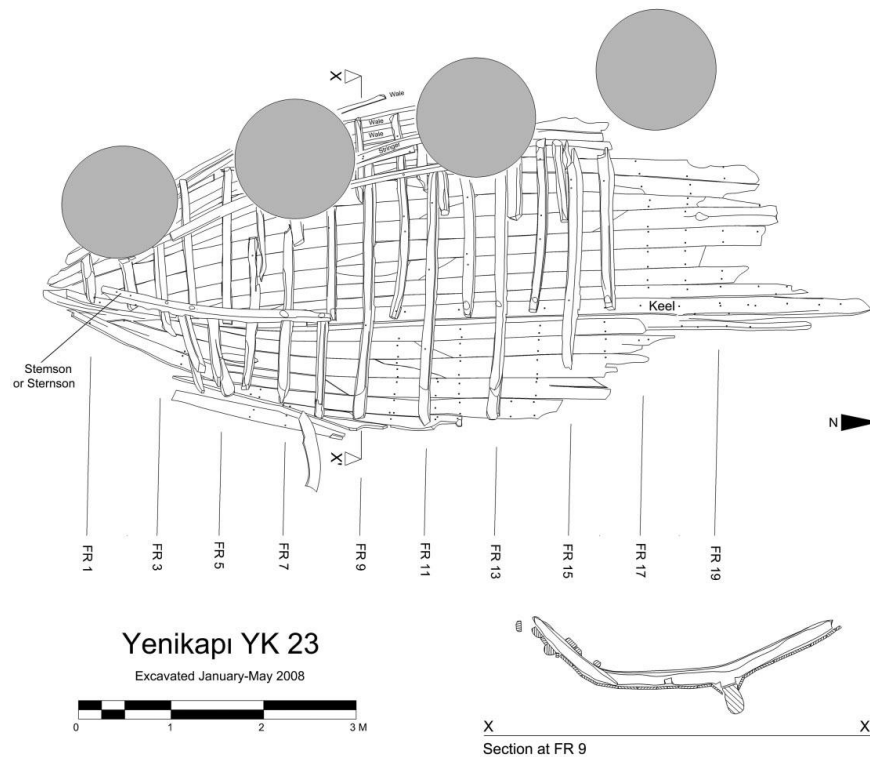 X
Wale
Wale
Wale
Stringer
Keel
Stemson
or Sternson
N
X'
FR 1
FR 3
FR 5
FR 7
FR 9
FR 11
FR 13
FR 15
FR 17
FR 19
Yenikapı YK 23
Excavated January-May 2008
0 1 2 3 M
X X'
Section at FR 9